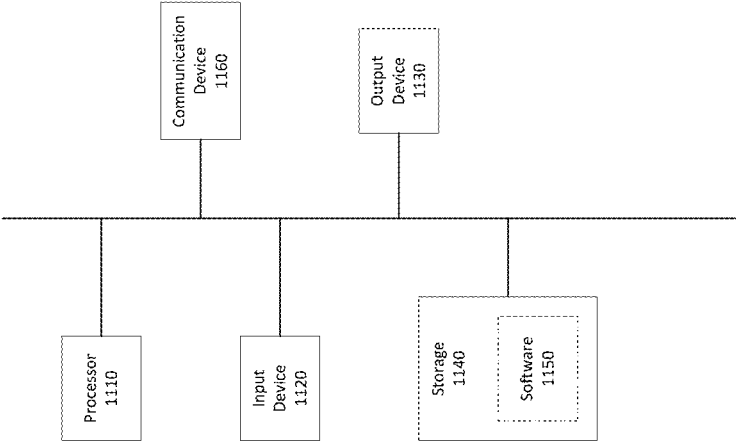 Processor
1110
Input
Device
1120
Storage
1140
Software
1150
Communication
Device
1160
Output
Device
1130